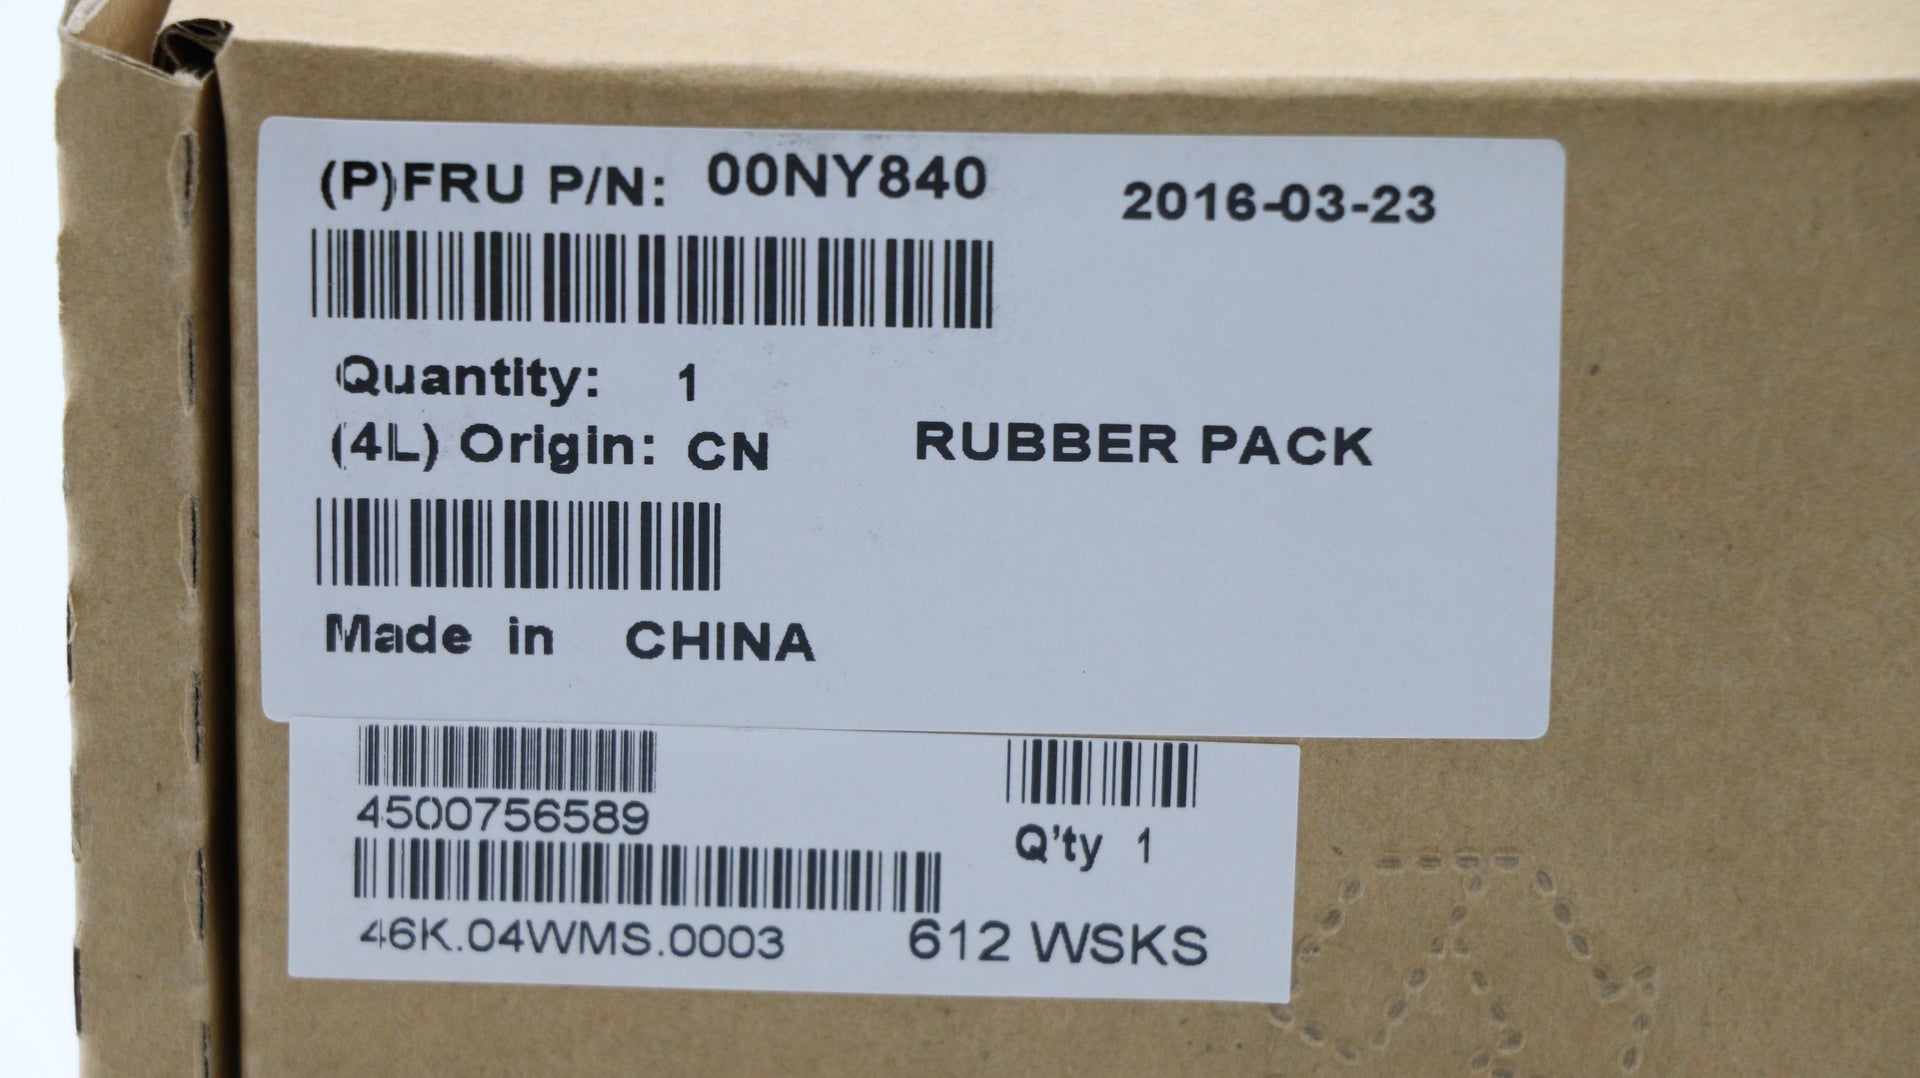 (P)FRU P/N: 00NY840 2016-03-23
Quantity: 1
(4L) Origin: CN RUBBER PACK
Made in CHINA
4500756589
Q'ty 1
46K.04WMS.0003 612 WSKS